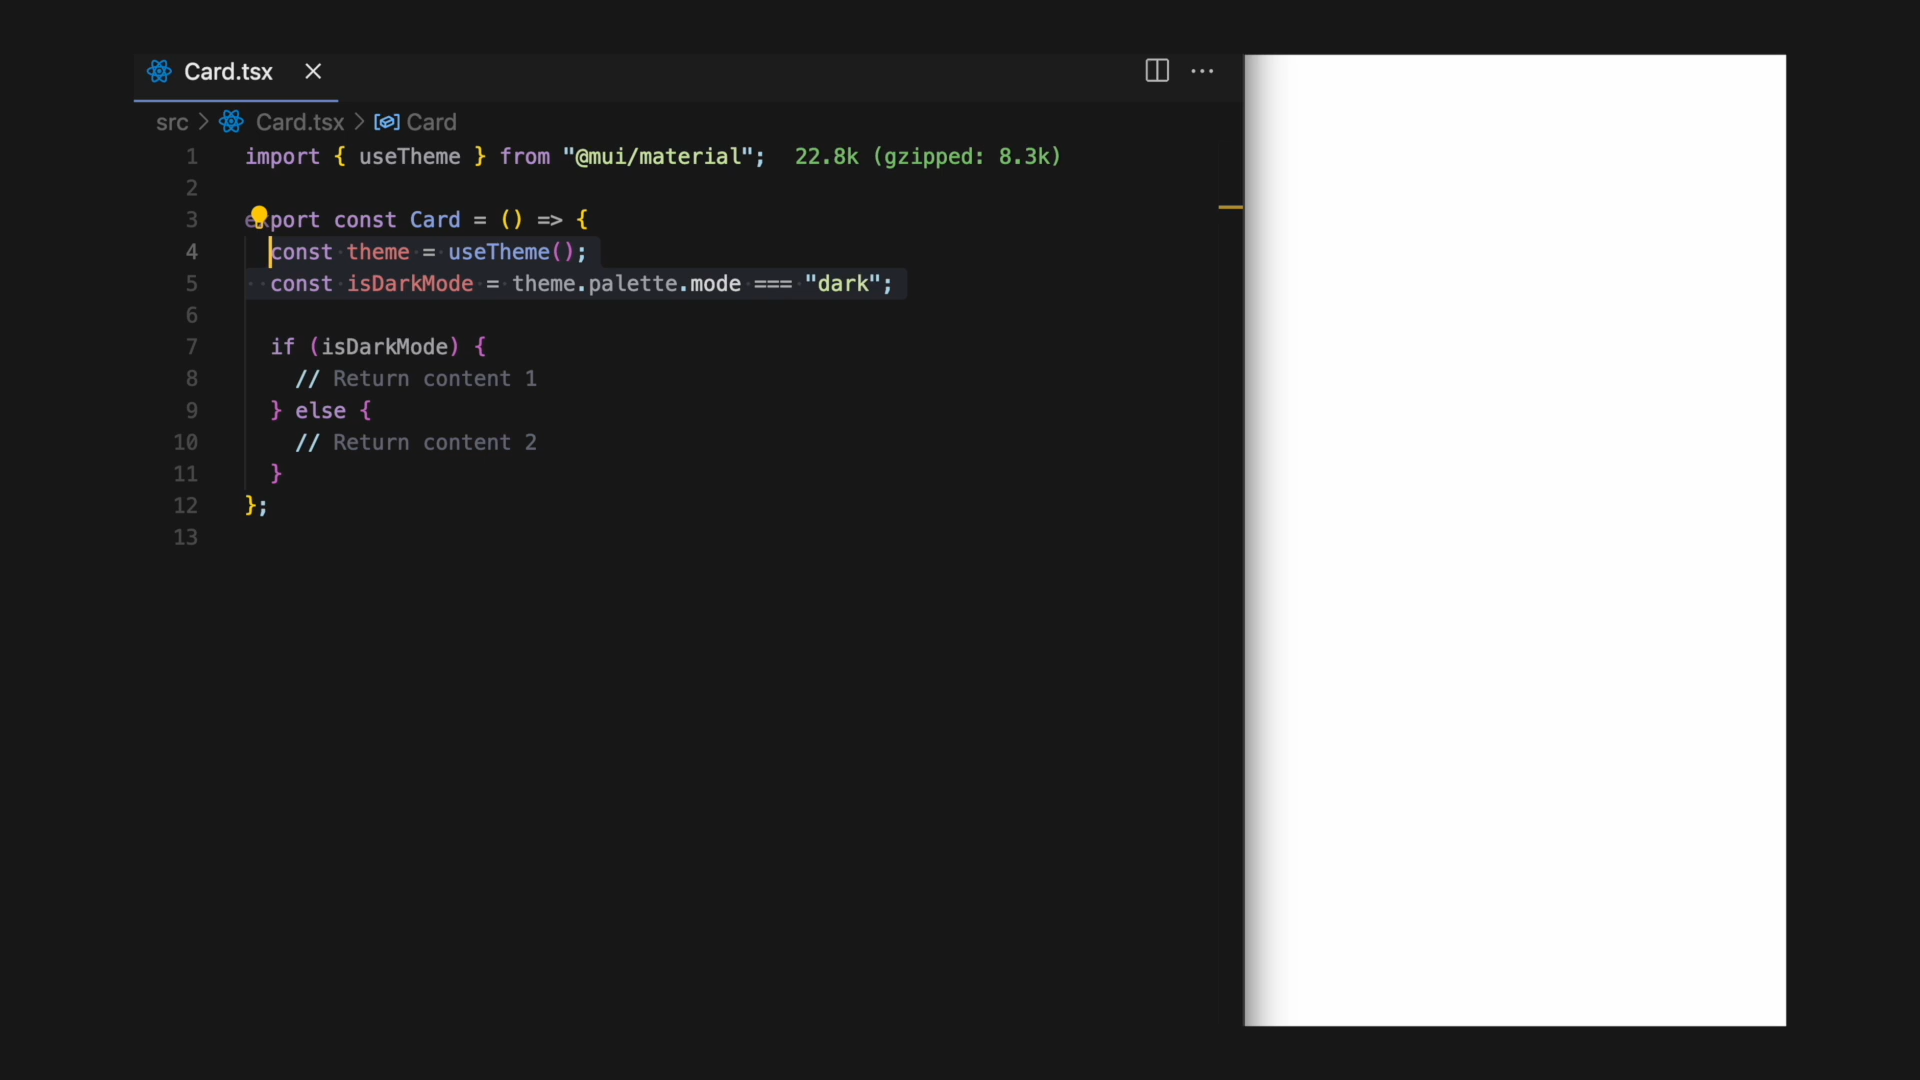 Card.tsx
src > Card.tsx > Card
1 import { useTheme } from "@mui/material"; 22.8k (gzipped: 8.3k)
2
3 export const Card = () => {
4 const theme = useTheme();
5 const isDarkMode = theme.palette.mode === "dark";
6
7 if (isDarkMode) {
8 // Return content 1
9 } else {
10 // Return content 2
11 }
12 };
13